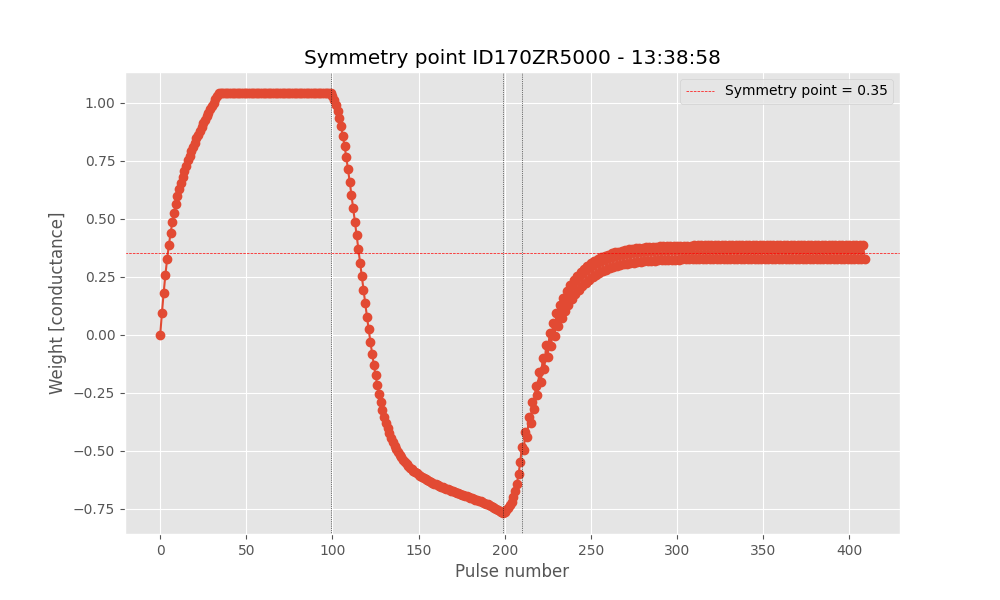 Symmetry point ID170ZR5000 - 13:38:58
Symmetry point = 0.35
1.00
0.75
0.50
0.25
0.00
−0.25
−0.50
−0.75
Weight [conductance]
0 50 100 150 200 250 300 350 400
Pulse number